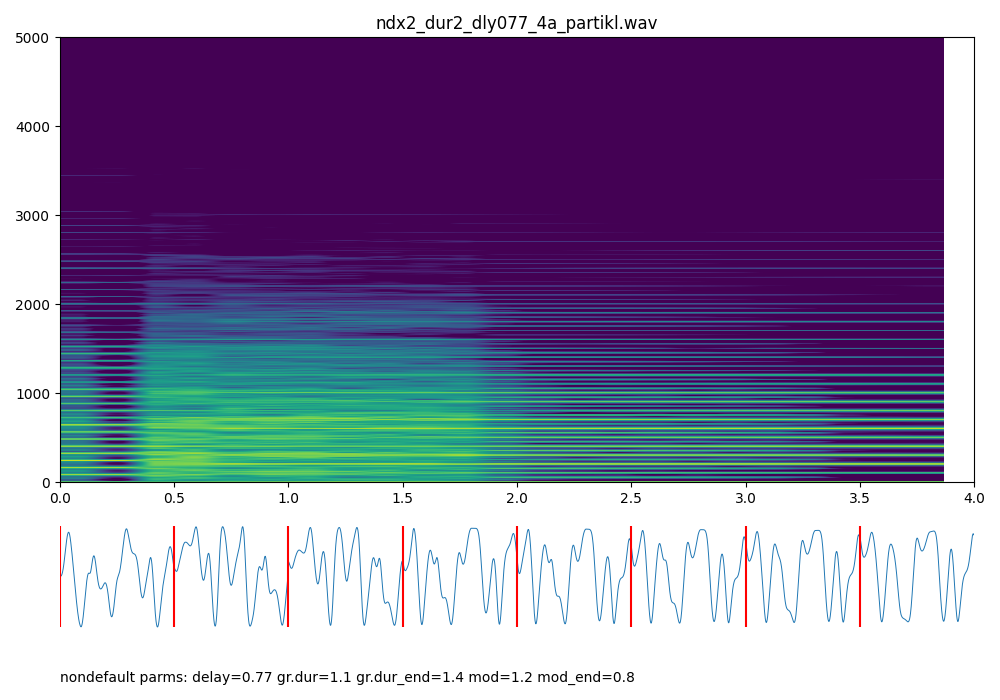 ndx2_dur2_dly077_4a_partikl.wav
5000
4000
3000
2000
1000
0
0.0 0.5 1.0 1.5 2.0 2.5 3.0 3.5 4.0
nondefault parms: delay=0.77 gr.dur=1.1 gr.dur_end=1.4 mod=1.2 mod_end=0.8